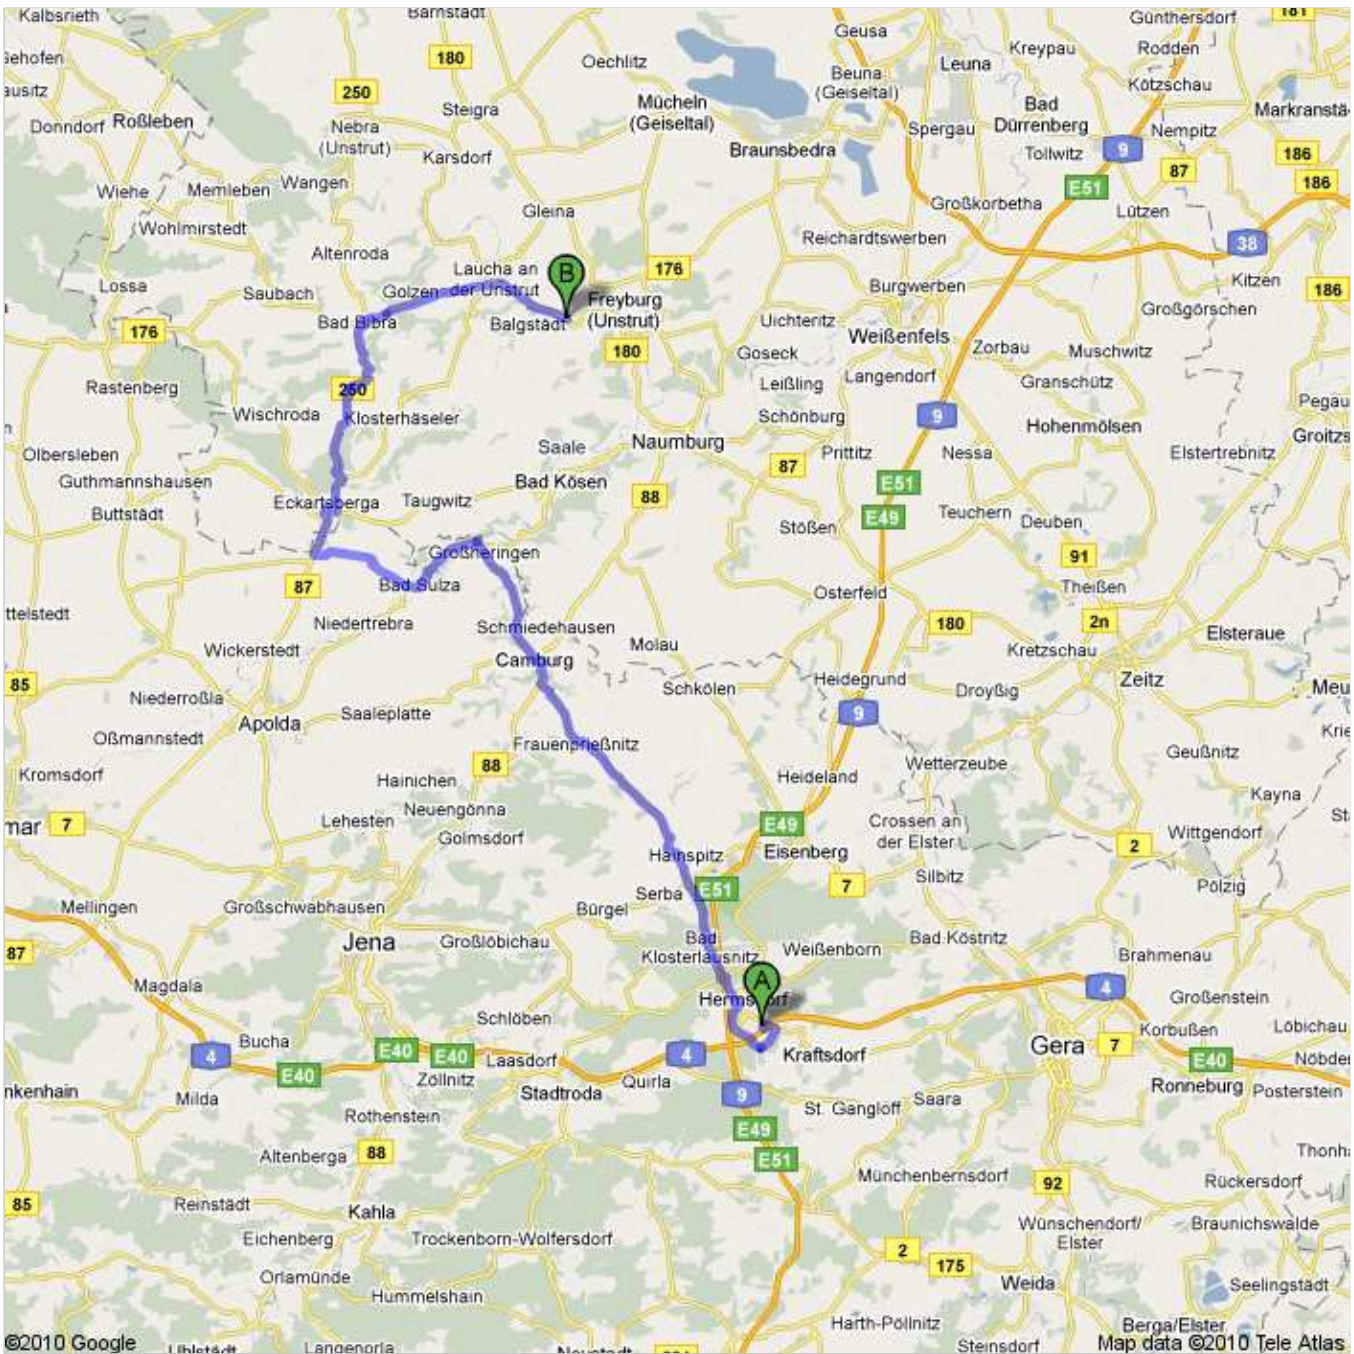 Kalbsrieth
Barnstädt
Geusa
Günthersdorf
181
180
Oechlitz
Kreypau
Rodden
Leuna
Beuna
(Geiseltal)
Kötzschau
250
Steigra
Mücheln
(Geiseltal)
Bad
Dürrenberg
Donndorf
Roßleben
Nebra
(Unstrut)
Spergau
Nempitz
Karsdorf
Braunsbedra
Tollwitz
9
186
87
186
Wiehe
Memleben
Wangen
E51
Großkorbetha
Lützen
Wohlmirstedt
Gleina
Reichardtswerben
38
Altenroda
Laucha an
der Unstrut
B
176
Kitzen
Lossa
Saubach
Golzen
Burgwerben
186
Freyburg
(Unstrut)
Großgörschen
176
Bad Bibra
Balgstädt
Uichteritz
Weißenfels
180
Goseck
Zorbau
Muschwitz
Rastenberg
250
Leißling
Langendorf
Granschütz
Wischroda
Klosterhäseler
Schönburg
9
Hohenmölsen
Olbersleben
Saale
Naumburg
Prittitz
Nessa
Elstertrebnitz
Guthmannshausen
Bad Kösen
87
E51
Eckartsberga
Taugwitz
88
Buttstädt
Stößen
E49
Teuchern
Deuben
Großheringen
91
87
Bad Sulza
Osterfeld
Theißen
Niedertrebra
Schmiedehausen
180
2n
Elsteraue
Wickerstedt
Molau
Kretzschau
Camburg
85
Heidegrund
Zeitz
Niederroßla
Schkölen
Droyßig
Apolda
Saaleplatte
9
Oßmannstedt
Frauenprießnitz
Geußnitz
88
Wetterzeube
Kromsdorf
Hainichen
Heideland
Kayna
Neuengönna
7
Lehesten
Golmsdorf
E49
Crossen an
der Elster
Wittgendorf
Hainspitz
Eisenberg
2
Silbitz
7
Pölzig
Serba
E51
Mellingen
Großschwabhausen
Bürgel
Jena
Großlöbichau
Bad
Klosterlausnitz
Weißenborn
Bad Köstritz
87
Brahmenau
A
Magdala
Hermsdorf
4
Großenstein
Schlöben
Korbußen
Löbichau
Bucha
4
E40
E40
E40
Laasdorf
4
Kraftsdorf
Gera
7
E40
Zöllnitz
Quirla
Ronneburg
Posterstein
Milda
Stadtroda
9
Saara
Rothenstein
St. Gangloff
E49
Altenberga
88
E51
Münchenbernsdorf
92
Rückersdorf
85
Reinstädt
Kahla
Wünschendorf/
Elster
Braunichswalde
Eichenberg
Trockenborn-Wolfersdorf
2
175
Orlamünde
Weida
Seelingstädt
Hummelshain
Harth-Pöllnitz
Berga/Elster
©2010 Google
Langenorla
Steinsdorf
Map data ©2010 Tele Atlas